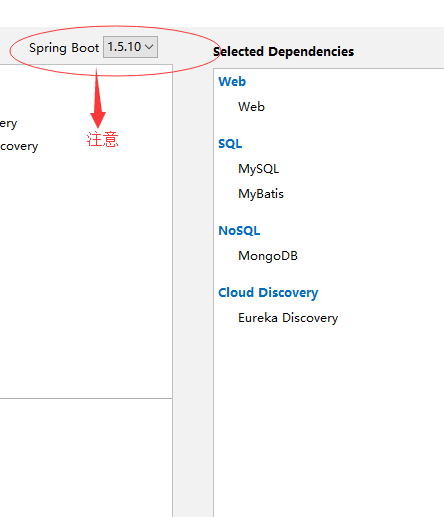 Spring Boot 1.5.10
注意
ery
covery
Selected Dependencies
Web
Web
SQL
MySQL
MyBatis
NoSQL
MongoDB
Cloud Discovery
Eureka Discovery